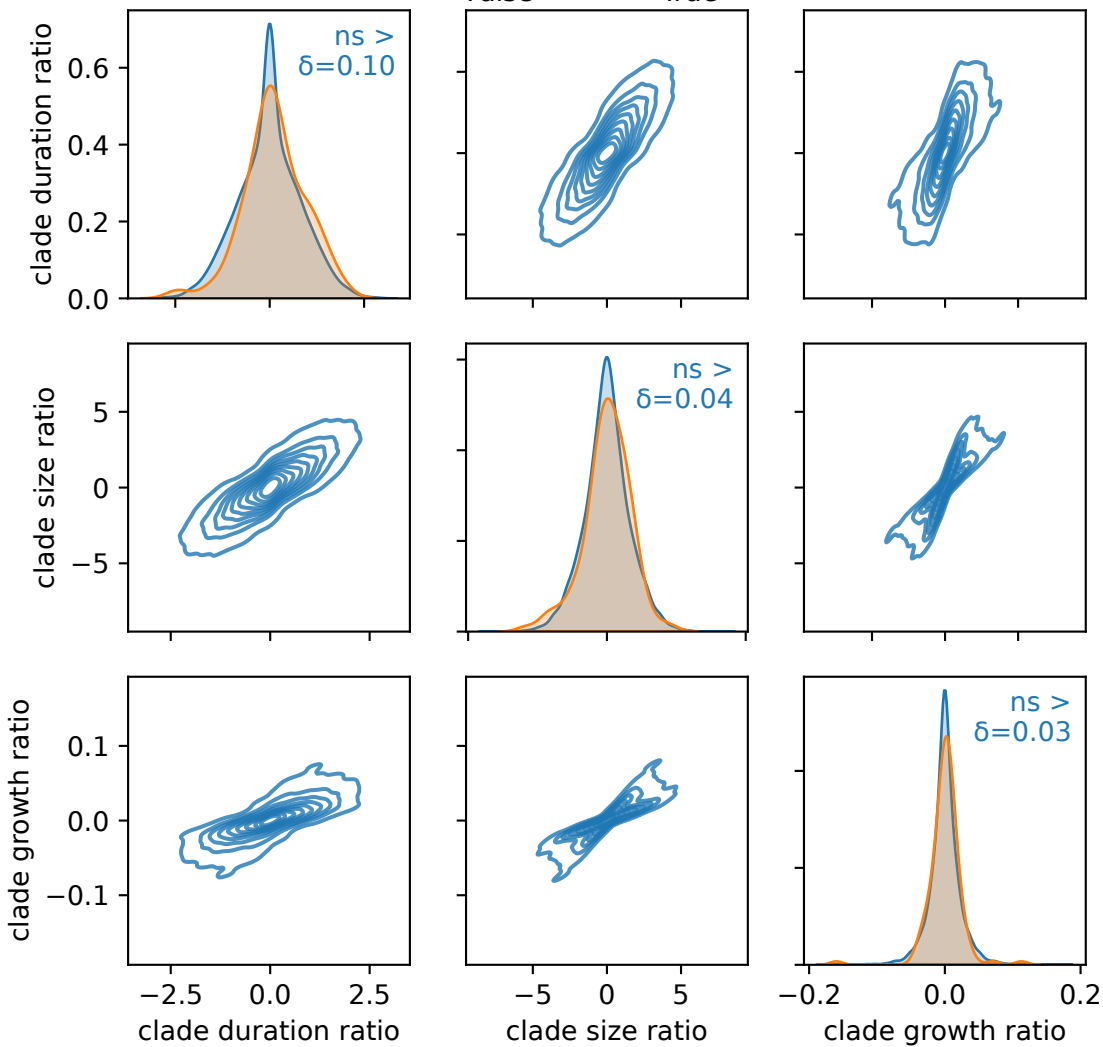 clade duration ratio
0.6
0.4
0.2
0.0
ns >
δ=0.10
clade size ratio
5
0
−5
ns >
δ=0.04
clade growth ratio
0.1
0.0
−0.1
ns >
δ=0.03
−2.5
0.0
2.5
clade duration ratio
−5
0
5
clade size ratio
−0.2
0.0
0.2
clade growth ratio